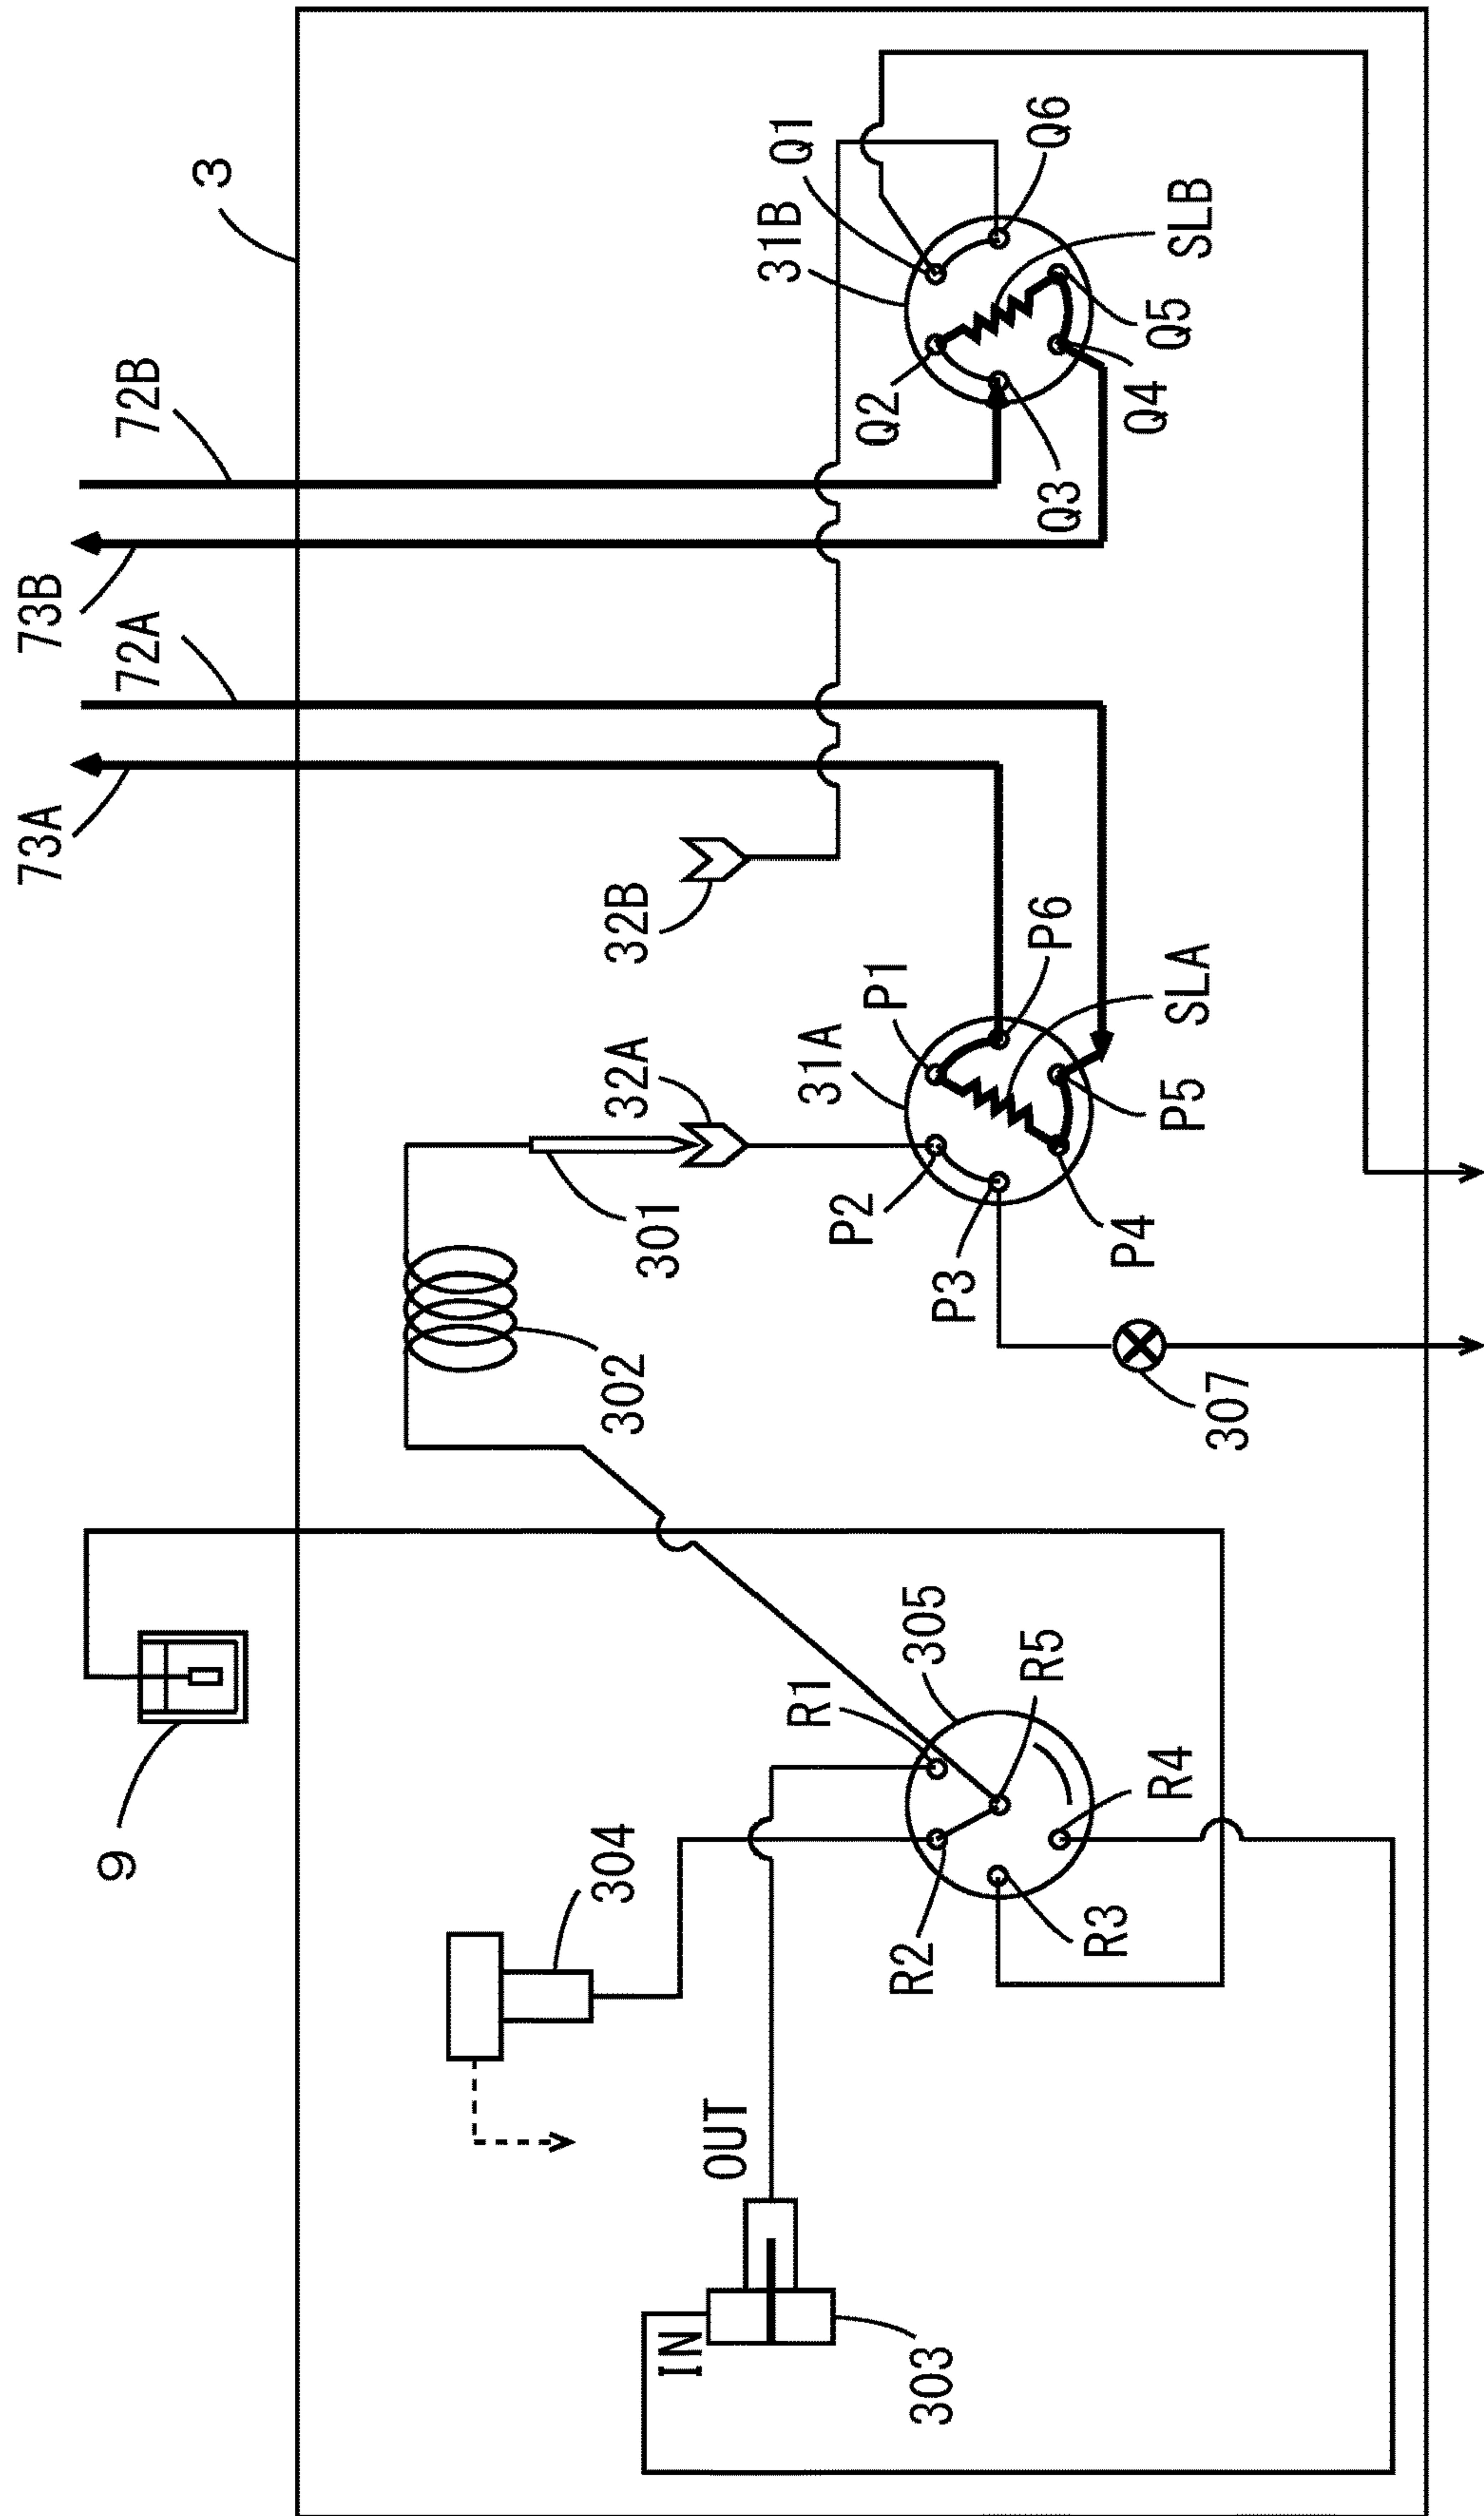 3
72B
73B
72A
73A
31B
Q1
Q6
SLB
Q2
Q5
Q4
Q3
32B
32A
31A
P1
P6
SLA
P2
P5
P3
P4
301
302
307
9
304
305
R1
R5
R4
R2
R3
OUT
IN
303